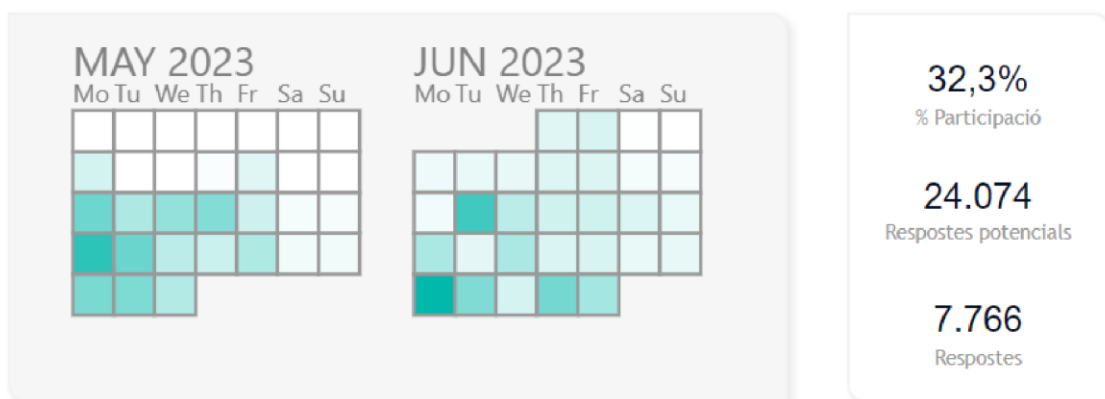 MAY 2023
Mo Tu We Th Fr Sa Su
JUN 2023
Mo Tu We Th Fr Sa Su
32,3%
% Participació
24.074
Respostes potencials
7.766
Respostes